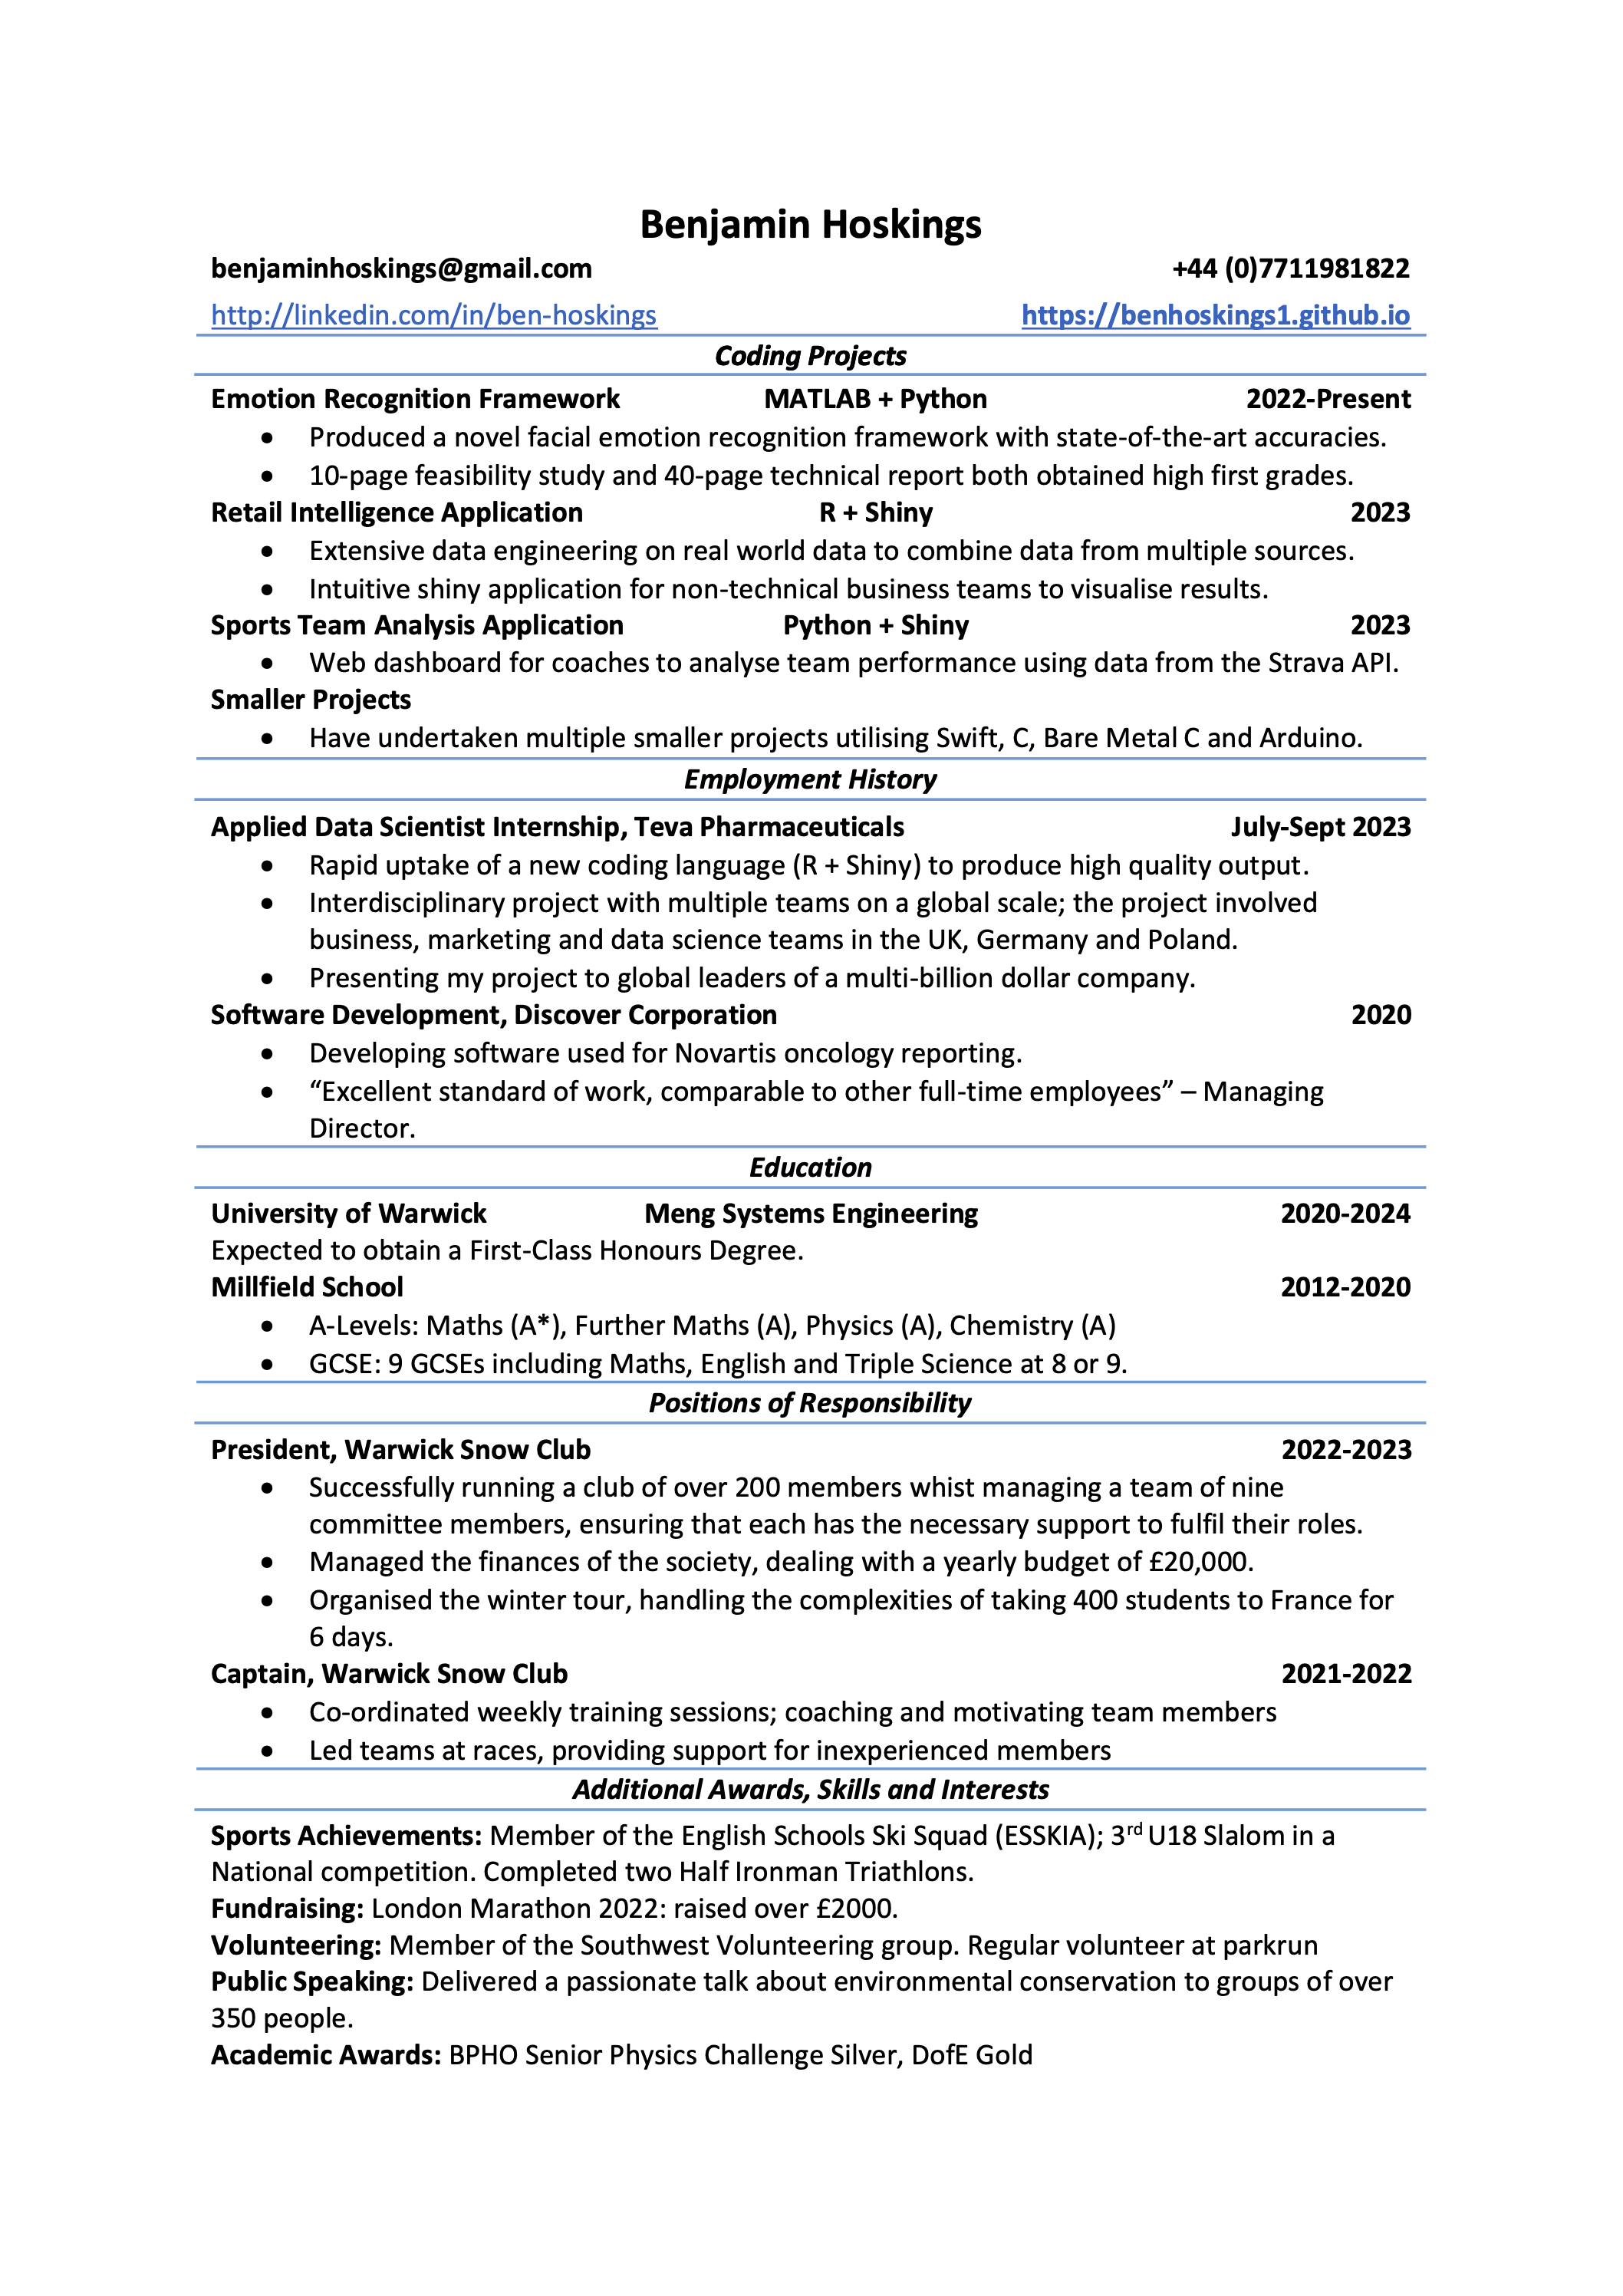 Benjamin Hoskings
benjaminhoskings@gmail.com +44 (0)7711981822
http://linkedin.com/in/ben-hoskings https://benhoskings1.github.io
Coding Projects
Emotion Recognition Framework MATLAB + Python 2022-Present
• Produced a novel facial emotion recognition framework with state-of-the-art accuracies.
• 10-page feasibility study and 40-page technical report both obtained high first grades.
Retail Intelligence Application R + Shiny 2023
• Extensive data engineering on real world data to combine data from multiple sources.
• Intuitive shiny application for non-technical business teams to visualise results.
Sports Team Analysis Application Python + Shiny 2023
• Web dashboard for coaches to analyse team performance using data from the Strava API.
Smaller Projects
• Have undertaken multiple smaller projects utilising Swift, C, Bare Metal C and Arduino.
Employment History
Applied Data Scientist Internship, Teva Pharmaceuticals July-Sept 2023
• Rapid uptake of a new coding language (R + Shiny) to produce high quality output.
• Interdisciplinary project with multiple teams on a global scale; the project involved
business, marketing and data science teams in the UK, Germany and Poland.
• Presenting my project to global leaders of a multi-billion dollar company.
Software Development, Discover Corporation 2020
• Developing software used for Novartis oncology reporting.
• “Excellent standard of work, comparable to other full-time employees” – Managing
Director.
Education
University of Warwick Meng Systems Engineering 2020-2024
Expected to obtain a First-Class Honours Degree.
Millfield School 2012-2020
• A-Levels: Maths (A*), Further Maths (A), Physics (A), Chemistry (A)
• GCSE: 9 GCSEs including Maths, English and Triple Science at 8 or 9.
Positions of Responsibility
President, Warwick Snow Club 2022-2023
• Successfully running a club of over 200 members whist managing a team of nine
committee members, ensuring that each has the necessary support to fulfil their roles.
• Managed the finances of the society, dealing with a yearly budget of £20,000.
• Organised the winter tour, handling the complexities of taking 400 students to France for
6 days.
Captain, Warwick Snow Club 2021-2022
• Co-ordinated weekly training sessions; coaching and motivating team members
• Led teams at races, providing support for inexperienced members
Additional Awards, Skills and Interests
Sports Achievements: Member of the English Schools Ski Squad (ESSKIA); 3rd U18 Slalom in a
National competition. Completed two Half Ironman Triathlons.
Fundraising: London Marathon 2022: raised over £2000.
Volunteering: Member of the Southwest Volunteering group. Regular volunteer at parkrun
Public Speaking: Delivered a passionate talk about environmental conservation to groups of over
350 people.
Academic Awards: BPHO Senior Physics Challenge Silver, DofE Gold